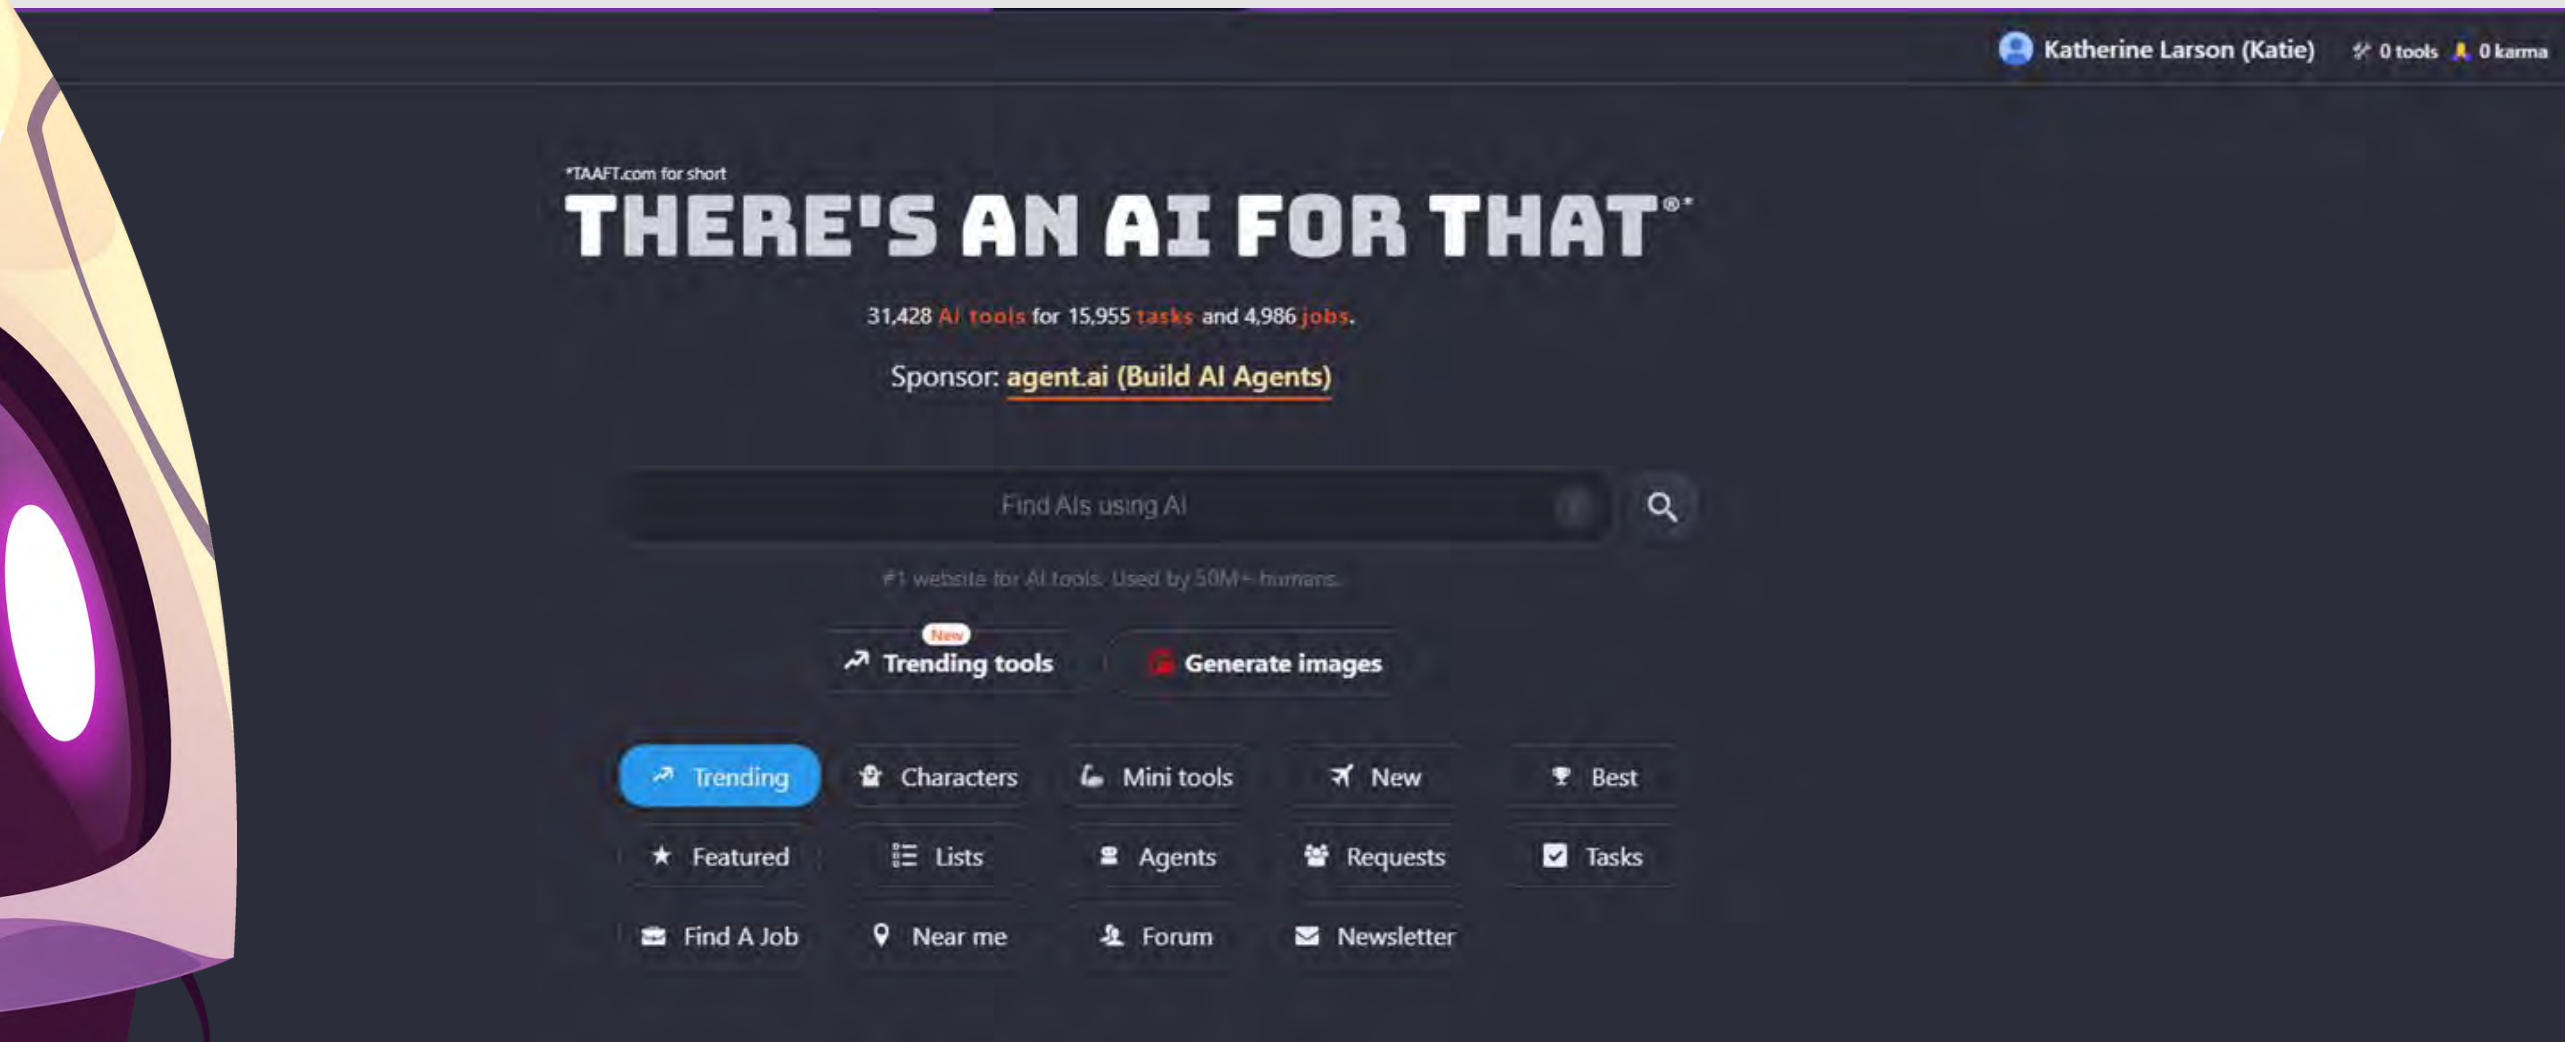 Katherine Larson (Katie) 0 tools 0 karma
*TAAFT.com for short
THERE'S AN AI FOR THAT®*
31,428 AI tools for 15,955 tasks and 4,986 jobs.
Sponsor: agent.ai (Build AI Agents)
Find AIs using AI
#1 website for AI tools. Used by 50M+ humans.
New
Trending tools Generate images
Trending Characters Mini tools New Best
Featured Lists Agents Requests Tasks
Find A Job Near me Forum Newsletter